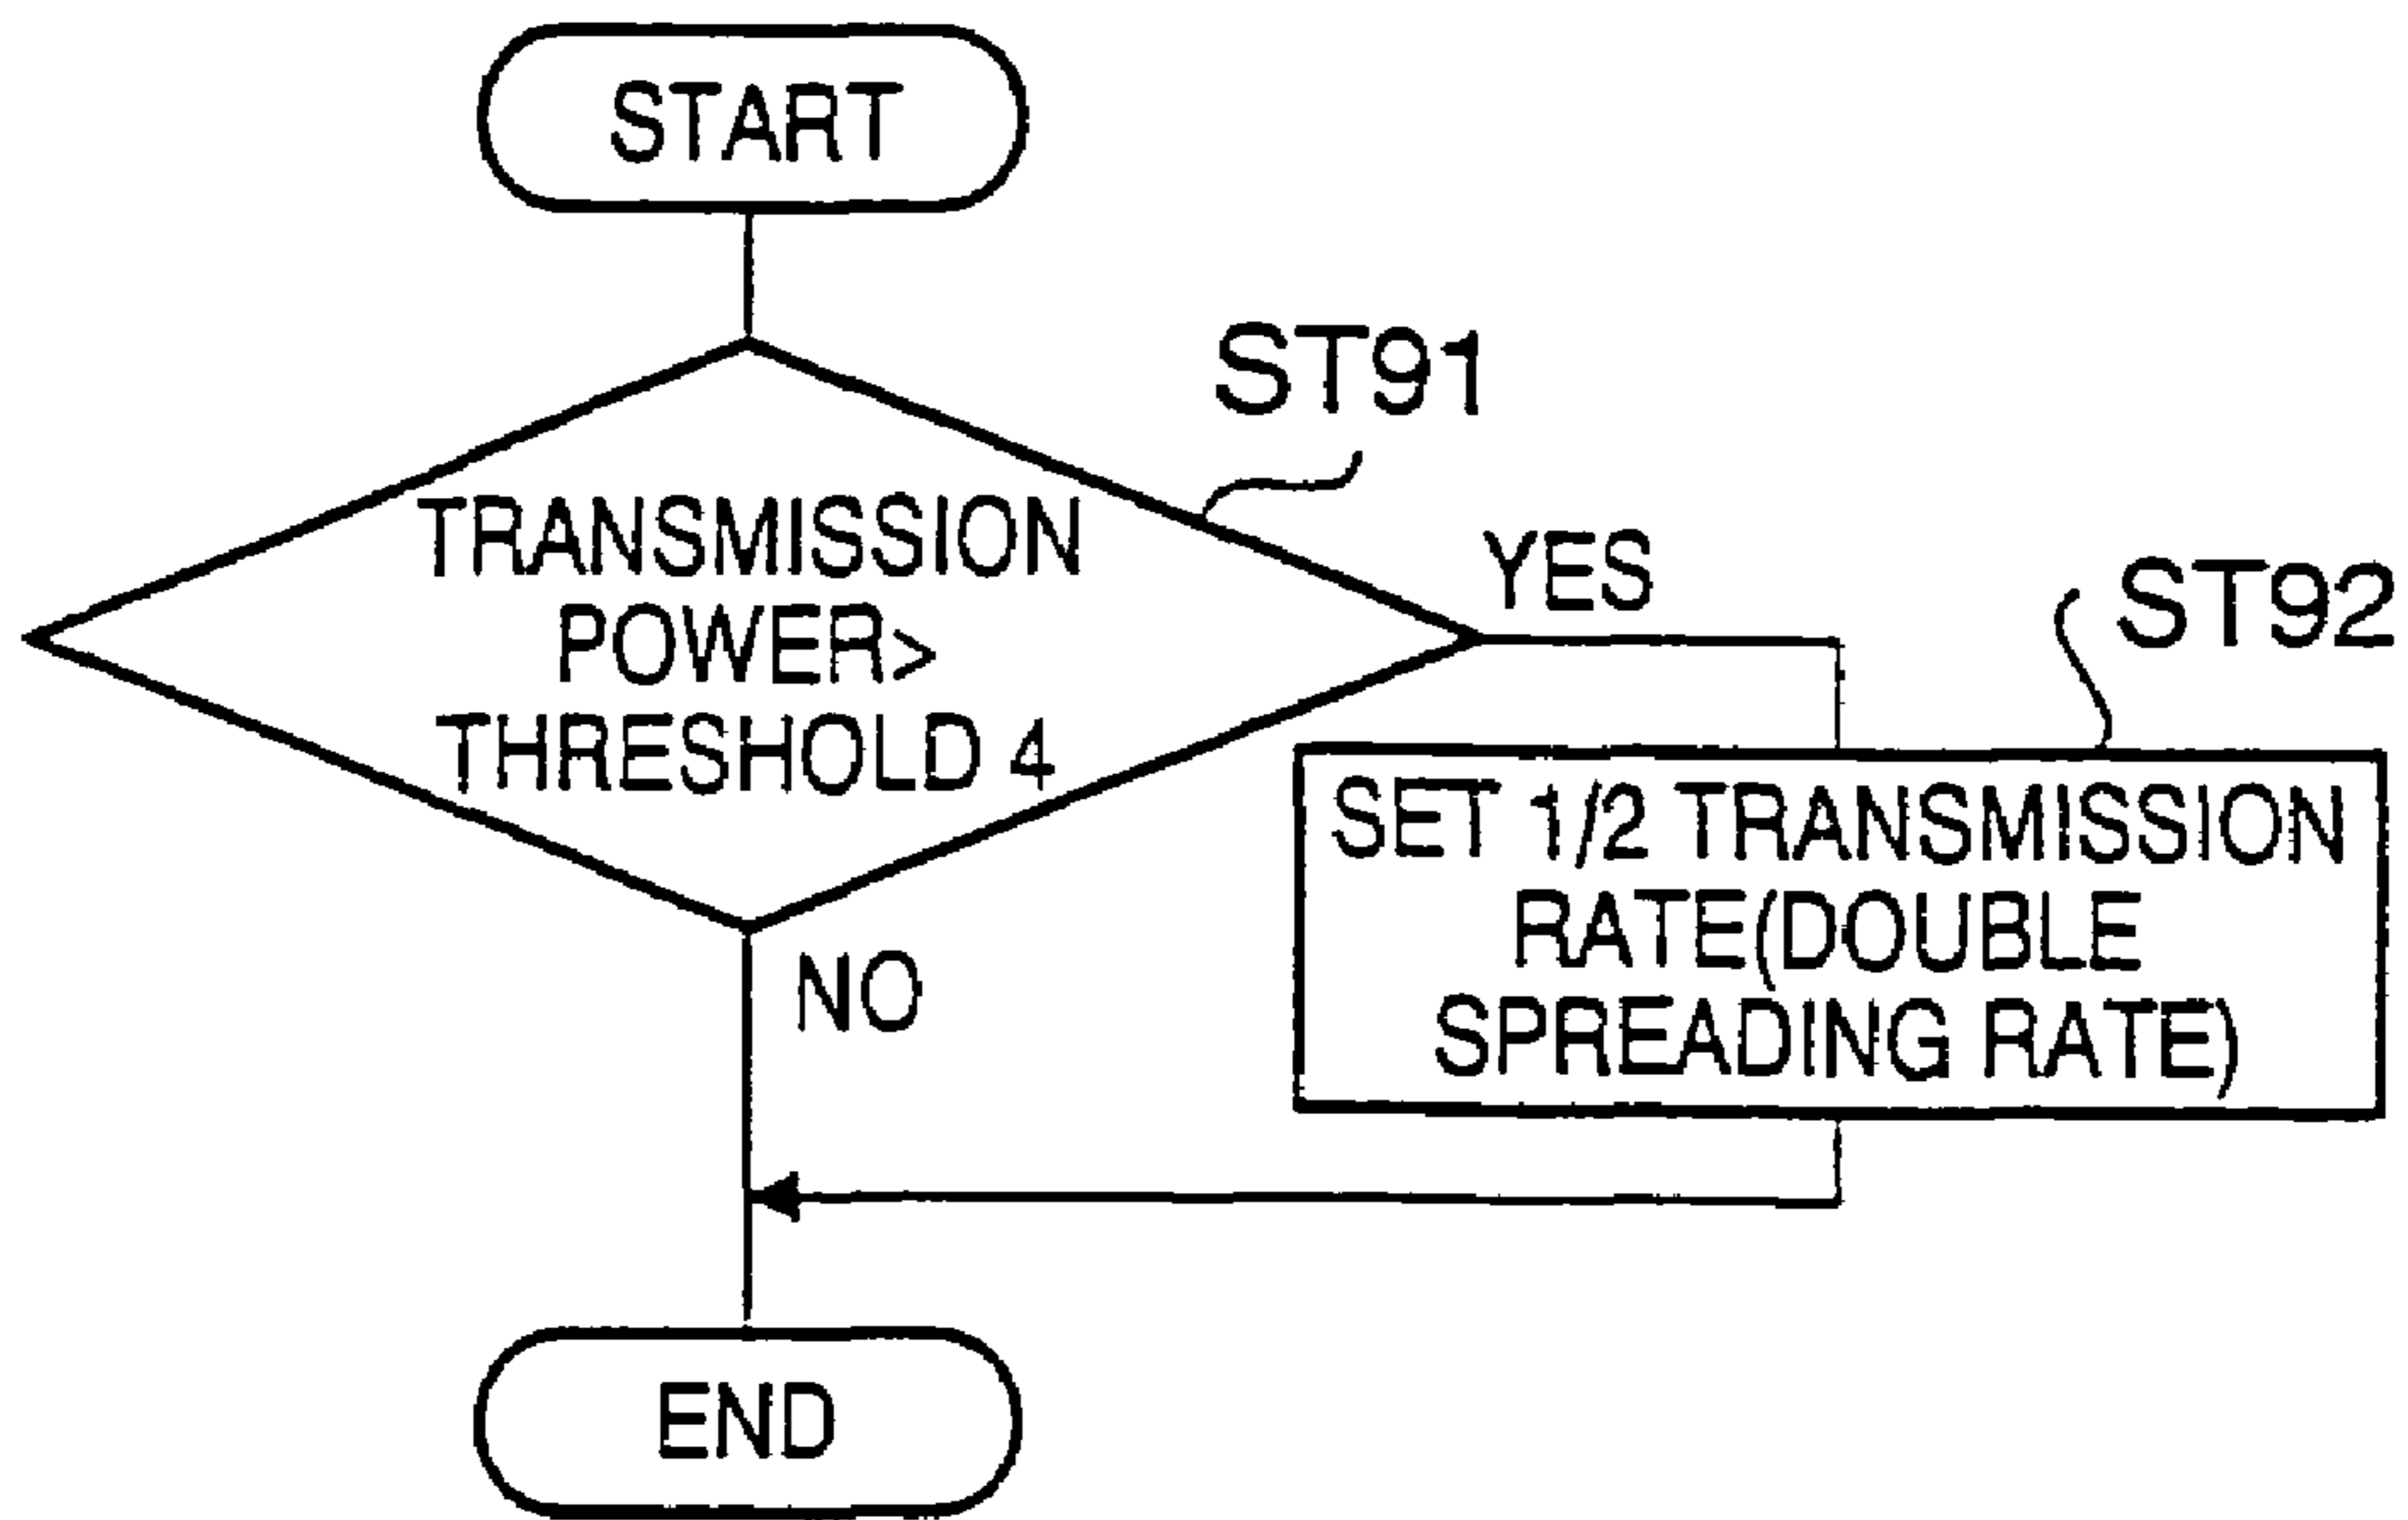 START
ST91
TRANSMISSION
POWER>
THRESHOLD 4
YES
ST92
SET 1/2 TRANSMISSION
RATE(DOUBLE
SPREADING RATE)
NO
END